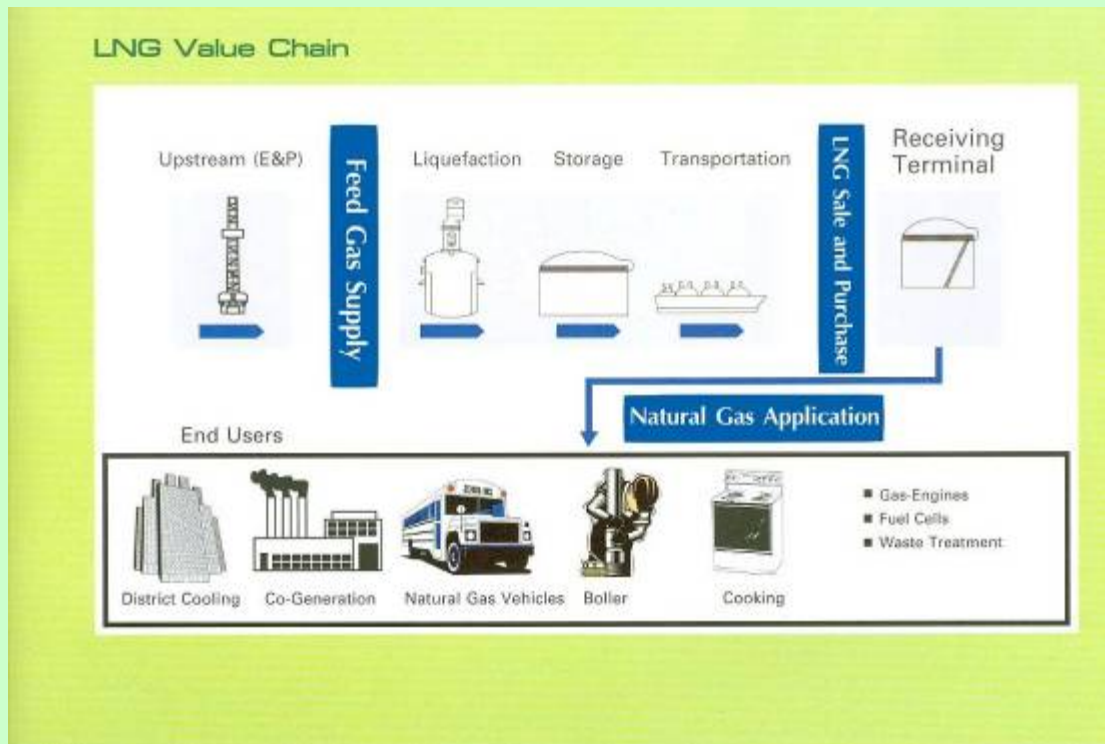 LNG Value Chain
Upstream (E&P)
Feed Gas Supply
Liquefaction
Storage
Transportation
LNG Sale and Purchase
Receiving
Terminal
Natural Gas Application
End Users
District Cooling
Co-Generation
Natural Gas Vehicles
Boller
Cooking
■ Gas-Engines
■ Fuel Cells
■ Waste Treatment